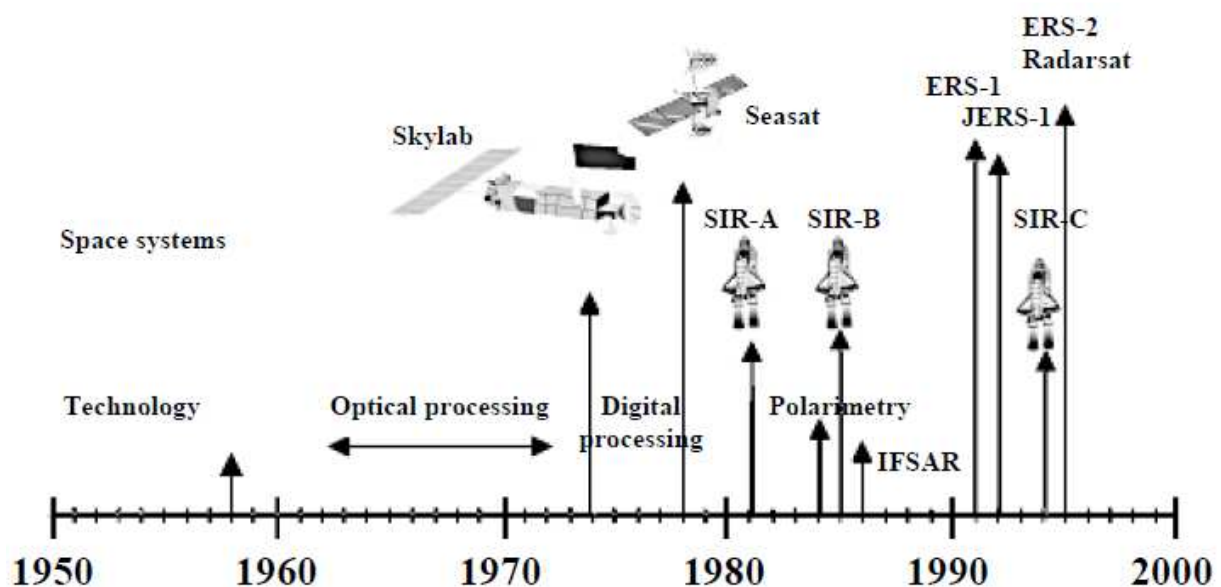 ERS-2
Radarsat
ERS-1
JERS-1
Seasat
Skylab
SIR-A
SIR-B
SIR-C
Space systems
Technology
Optical processing
Digital
processing
Polarimetry
IFSAR
1950
1960
1970
1980
1990
2000